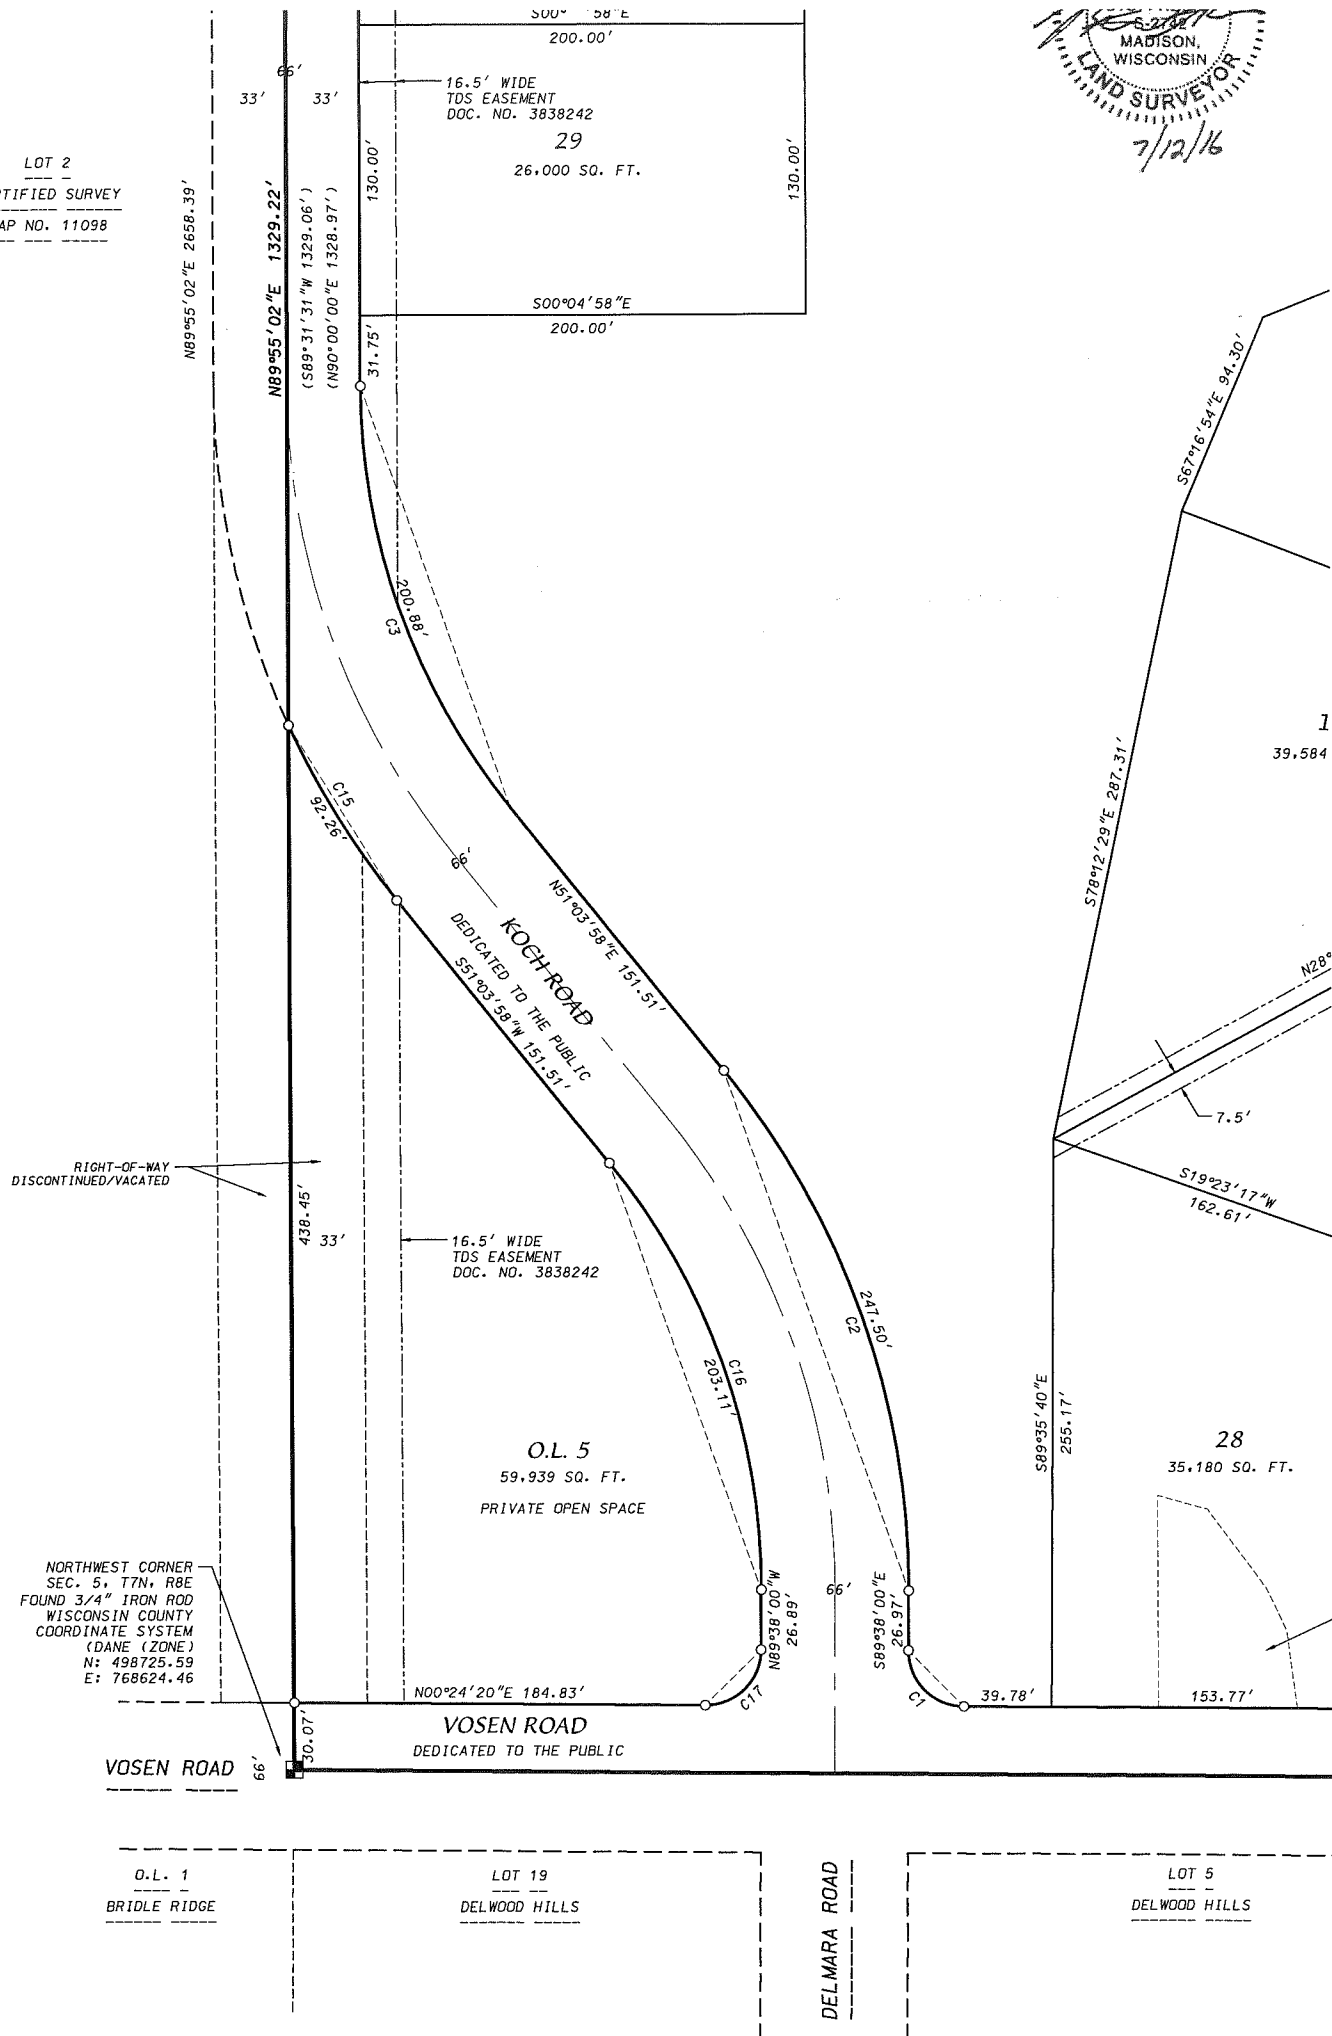 58"E
200.00'
S-2742
MADISON,
WISCONSIN
LAND SURVEYOR
7/12/16
66'
33'
33'
16.5' WIDE
TDS EASEMENT
DOC. NO. 3838242
29
26,000 SQ. FT.
130.00'
130.00'
LOT 2
TIFIED SURVEY
AP NO. 11098
N89°55'02"E 2658.39'
N89°55'02"E 1329.22'
(S89°31'31"W 1329.06')
(N90°00'00"E 1328.97')
S00°04'58"E
200.00'
31.75'
S67°16'54"E 94.30'
200.88'
C3
1
39,584
S78°12'29"E 287.31'
C15
92.26'
66'
N51°03'58"E 151.51'
KOCH ROAD
DEDICATED TO THE PUBLIC
S51°03'58"W 151.51'
N28°
7.5'
RIGHT-OF-WAY
DISCONTINUED/VACATED
S19°23'17"W
162.61'
438.45'
33'
16.5' WIDE
TDS EASEMENT
DOC. NO. 3838242
247.50'
C2
C16
203.11'
S89°35'40"E
255.17'
O.L. 5
59,939 SQ. FT.
PRIVATE OPEN SPACE
28
35,180 SQ. FT.
NORTHWEST CORNER
SEC. 5, T7N, R8E
FOUND 3/4" IRON ROD
WISCONSIN COUNTY
COORDINATE SYSTEM
(DANE (ZONE)
N: 498725.59
E: 768624.46
N89°38'00"W
26.89'
66'
S89°38'00"E
26.97'
N00°24'20"E 184.83'
C17
C1
39.78'
153.77'
VOSEN ROAD
DEDICATED TO THE PUBLIC
30.07'
VOSEN ROAD
66'
O.L. 1
BRIDLE RIDGE
LOT 19
DELWOOD HILLS
DELMARA ROAD
LOT 5
DELWOOD HILLS